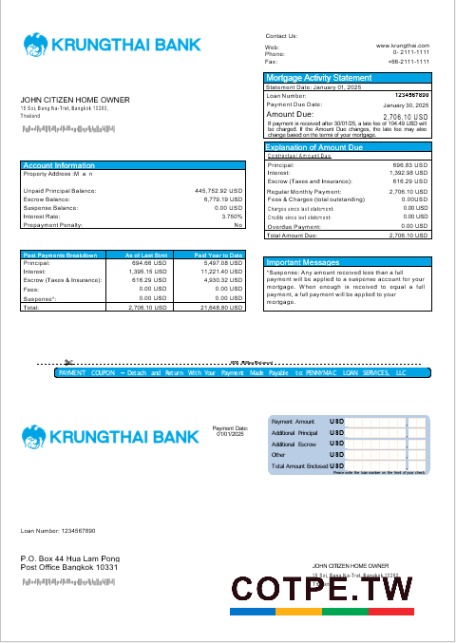 KRUNGTHAI BANK
Contact Us:
Web: www.krungthai.com
Phone: 0- 2111-1111
Fax: +66-2111-1111
Mortgage Activity Statement
Statement Date: January 01, 2025
Loan Number: 1234567890
Payment Due Date: January 30, 2025
Amount Due: 2,706.10 USD
If payment is received after 30/01/25, a late fee of 104.49 USD will
be charged. If the Amount Due changes, the late fee may also
change based on the terms of your mortgage.
JOHN CITIZEN HOME OWNER
Thailand
Explanation of Amount Due
Contractual Amount Due
Principal: 696.83 USD
Interest: 1,392.98 USD
Escrow (Taxes and Insurance): 616.29 USD
Regular Monthly Payment: 2,706.10 USD
Fees & Charges (total outstanding) 0.00USD
Charges since last statement: 0.00 USD
Credits since last statement: 0.00 USD
Overdue Payment: 0.00 USD
Total Amount Due: 2,706.10 USD
Account Information
Property Address :M a n
Unpaid Principal Balance: 445,752.92 USD
Escrow Balance: 6,779.19 USD
Suspense Balance: 0.00 USD
Interest Rate: 3.750%
Prepayment Penalty: No
Past Payments Breakdown As of Last Stmt Paid Year to Date
Principal: 694.66 USD 5,497.08 USD
Interest: 1,395.15 USD 11,221.40 USD
Escrow (Taxes & Insurance): 616.29 USD 4,930.32 USD
Fees: 0.00 USD 0.00 USD
Suspense*: 0.00 USD 0.00 USD
Total: 2,706.10 USD 21,648.80 USD
Important Messages
*Suspense: Any amount received less than a full
payment will be applied to a suspense account for your
mortgage. When enough is received to equal a full
payment, a full payment will be applied to your
mortgage.
PAYMENT COUPON – Detach and Return With Your Payment Made Payable to: PENNYMAC LOAN SERVICES, LLC
KRUNGTHAI BANK
Payment Date:
01/01/2025
Payment Amount USD
Additional Principal USD
Additional Escrow USD
Other USD
Total Amount Enclosed USD
Please write the loan number on the front of your check.
Loan Number: 1234567890
P.O. Box 44 Hua Lam Pong
Post Office Bangkok 10331
JOHN CITIZEN HOME OWNER
COTPE.TW